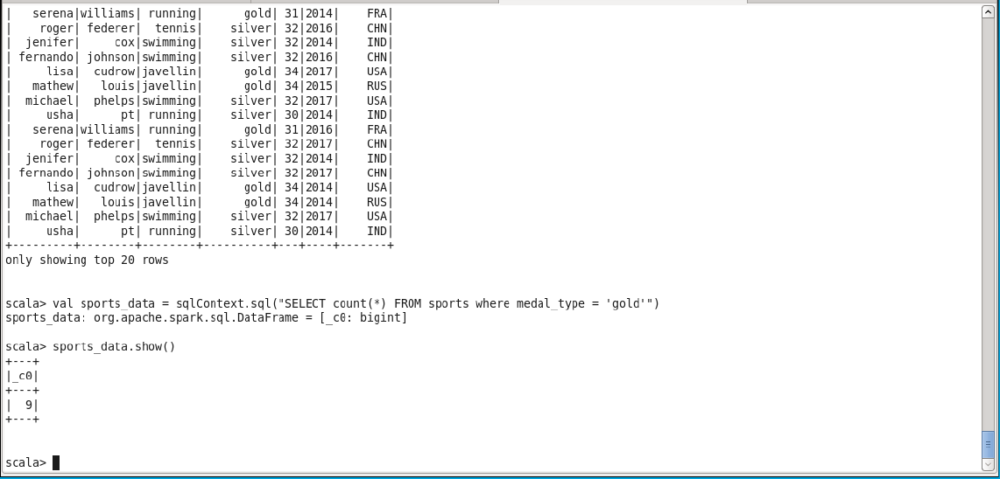 |   serena|williams| running|      gold| 31|2014|    FRA|
|    roger| federer|  tennis|    silver| 32|2016|    CHN|
|  jenifer|     cox|swimming|    silver| 32|2014|    IND|
| fernando| johnson|swimming|    silver| 32|2016|    CHN|
|     lisa|  cudrow|javellin|      gold| 34|2017|    USA|
|   mathew|   louis|javellin|      gold| 34|2015|    RUS|
|  michael|  phelps|swimming|    silver| 32|2017|    USA|
|     usha|      pt| running|    silver| 30|2014|    IND|
|   serena|williams| running|      gold| 31|2016|    FRA|
|    roger| federer|  tennis|    silver| 32|2017|    CHN|
|  jenifer|     cox|swimming|    silver| 32|2014|    IND|
| fernando| johnson|swimming|    silver| 32|2017|    CHN|
|     lisa|  cudrow|javellin|      gold| 34|2014|    USA|
|   mathew|   louis|javellin|      gold| 34|2014|    RUS|
|  michael|  phelps|swimming|    silver| 32|2017|    USA|
|     usha|      pt| running|    silver| 30|2014|    IND|
+---------+--------+--------+----------+---+----+-------+
only showing top 20 rows
scala> val sports_data = sqlContext.sql("SELECT count(*) FROM sports where medal_type = 'gold'")
sports_data: org.apache.spark.sql.DataFrame = [_c0: bigint]
scala> sports_data.show()
+---+
|_c0|
+---+
|  9|
+---+
scala>